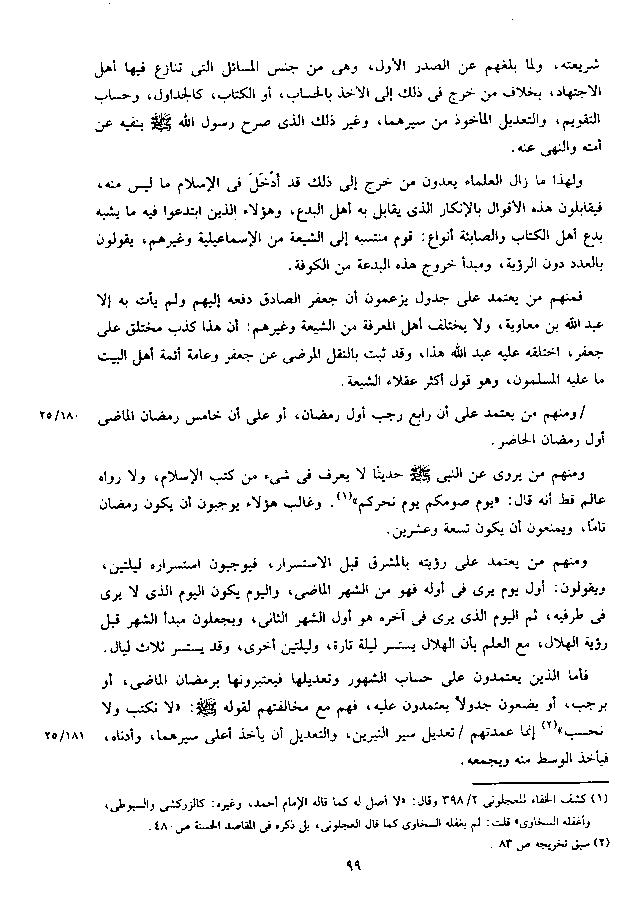 شريعته، ولما بلغهم عن الصدر الأول، وهى من جنس المسائل التى تنازع فيها أهل
الاجتهاد، بخلاف من خرج فى ذلك إلى الأخذ بالحساب، أو الكتاب، كالجداول، وحساب
التقويم، والتعديل المأخوذ من سيرهما، وغير ذلك الذى صرح رسول الله ﷺ بنفيه عن
أمته والنهى عنه.
ولهذا ما زال العلماء يعدون من خرج إلى ذلك قد أدْخَلَ فى الإسلام ما ليس منه،
فيقابلون هذه الأقوال بالإنكار الذى يقابل به أهل البدع، وهؤلاء الذين ابتدعوا فيه ما يشبه
بدع أهل الكتاب والصابئة أنواع: قوم منتسبه إلى الشيعة من الإسماعيلية وغيرهم، يقولون
بالعدد دون الرؤية، ومبدأ خروج هذه البدعة من الكوفة.
فمنهم من يعتمد على جدول يزعمون أن جعفر الصادق دفعه إليهم ولم يأت به إلا
عبد الله بن معاوية، ولا يختلف أهل المعرفة من الشيعة وغيرهم: أن هذا كذب مختلق على
جعفر، اختلقه عليه عبد الله هذا، وقد ثبت بالنقل المرضى عن جعفر وعامة أئمة أهل البيت
ما عليه المسلمون، وهو قول أكثر عقلاء الشيعة.
/ ومنهم من يعتمد على أن رابع رجب أول رمضان، أو على أن خامس رمضان الماضى ٢٥/١٨٠
أول رمضان الحاضر.
ومنهم من يروى عن النبى ﷺ حديثًا لا يعرف فى شىء من كتب الإسلام، ولا رواه
عالم قط أنه قال: «يوم صومكم يوم نحركم»(١). وغالب هؤلاء يوجبون أن يكون رمضان
تامًا، ويمنعون أن يكون تسعة وعشرين.
ومنهم من يعتمد على رؤيته بالمشرق قبل الاستسرار، فيوجبون استسراره ليلتين،
ويقولون: أول يوم يرى فى أوله فهو من الشهر الماضى، واليوم يكون اليوم الذى لا يرى
فى طرفيه، ثم اليوم الذى يرى فى آخره هو أول الشهر الثانى، ويجعلون مبدأ الشهر قبل
رؤية الهلال، مع العلم بأن الهلال يستسر ليلة تارة، وليلتين أخرى، وقد يستسر ثلاث ليال.
فأما الذين يعتمدون على حساب الشهور وتعديلها فيعتبرونها برمضان الماضى، أو
برجب، أو يضعون جدولاً يعتمدون عليه، فهم مع مخالفتهم لقوله ﷺ: «لا نكتب ولا
نحسب»(٢) إنما عمدتهم / تعديل سير النيرين، والتعديل أن يأخذ أعلى سيرهما، وأدناه، ٢٥/١٨١
فيأخذ الوسط منه ويجمعه.
(١) كشف الخفاء للعجلونى ٣٩٨/٢ وقال: «لا أصل له كما قاله الإمام أحمد، وغيره: كالزركشى والسيوطى،
وأغفله السخاوى» قلت: لم يغفله السخاوى كما قال العجلونى، بل ذكره فى المقاصد الحسنة ص ٤٨٠.
(٢) سبق تخريجه ص ٨٣ .
٩٩